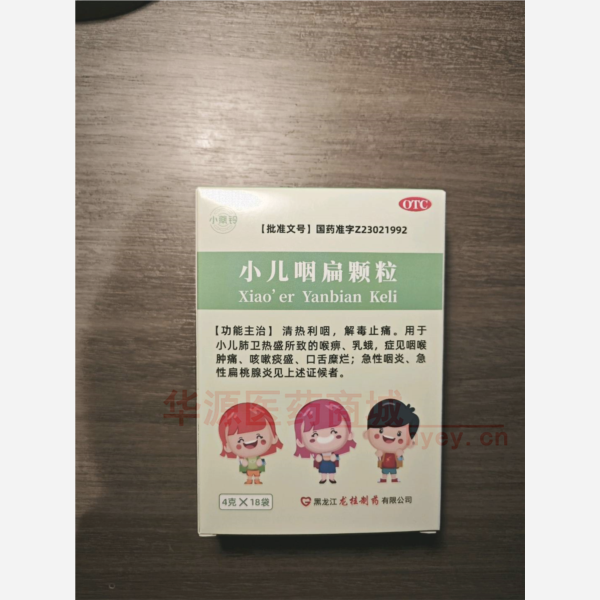 OTC
【批准文号】国药准字Z23021992
小儿咽扁颗粒
Xiao'er Yanbian Keli
【功能主治】清热利咽，解毒止痛。用于
小儿肺卫热盛所致的喉痹、乳蛾，症见咽喉
肿痛、咳嗽痰盛、口舌糜烂；急性咽炎、急
性扁桃腺炎见上述证候者。
华源医药商城
yey.cn
4克×18袋
黑龙江龙桂制药有限公司